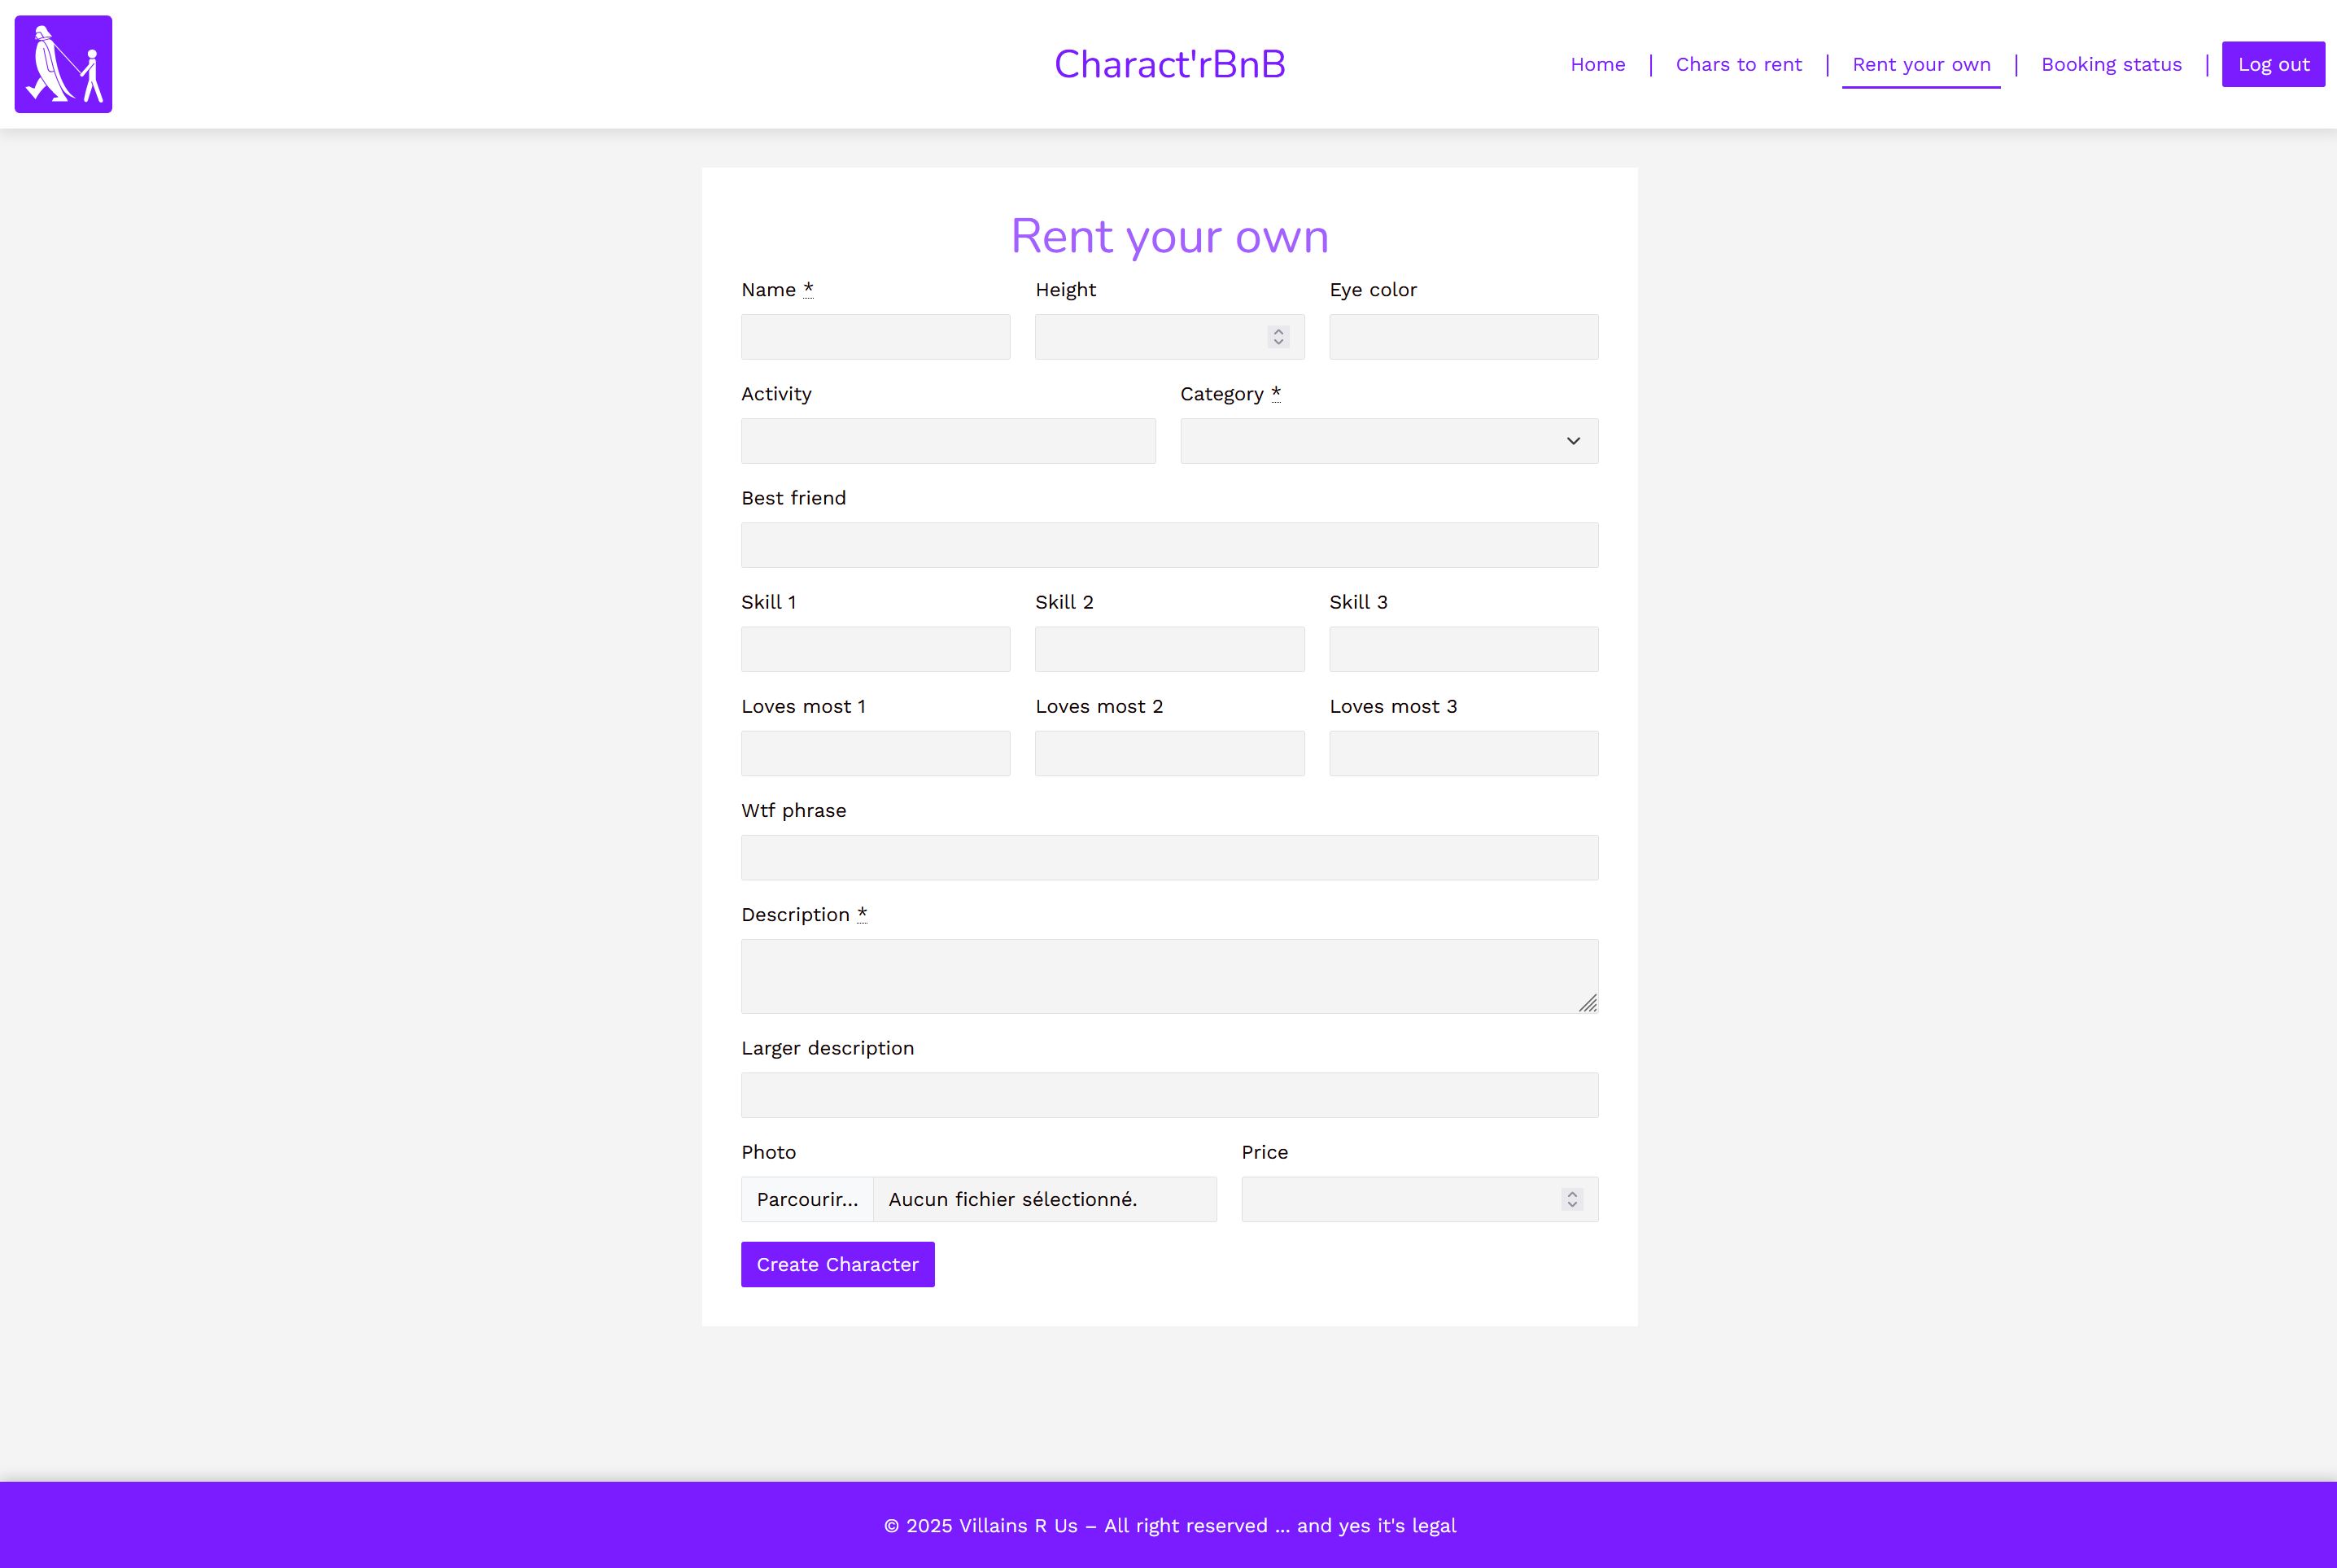 Charact'rBnB
Home | Chars to rent | Rent your own | Booking status | Log out
Rent your own
Name * Height Eye color
Activity Category *
Best friend
Skill 1 Skill 2 Skill 3
Loves most 1 Loves most 2 Loves most 3
Wtf phrase
Description *
Larger description
Photo Price
Parcourir... Aucun fichier sélectionné.
Create Character
© 2025 Villains R Us – All right reserved ... and yes it's legal